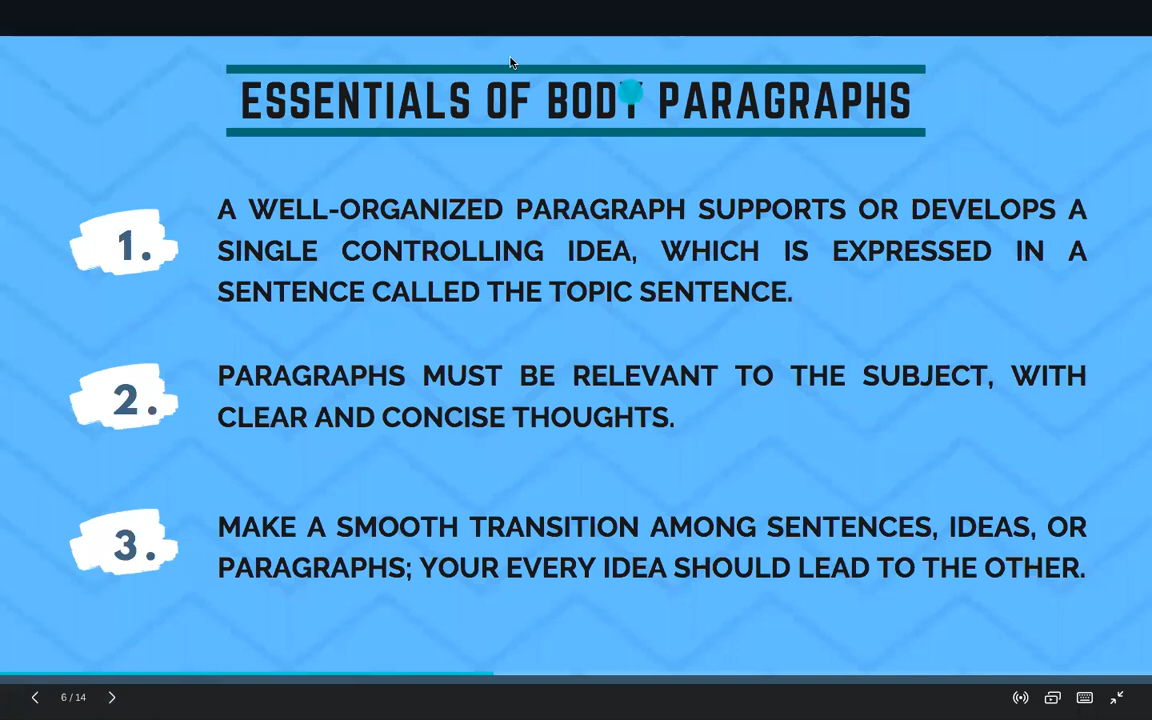 ESSENTIALS OF BODY PARAGRAPHS
1.
A WELL-ORGANIZED PARAGRAPH SUPPORTS OR DEVELOPS A
SINGLE CONTROLLING IDEA, WHICH IS EXPRESSED IN A
SENTENCE CALLED THE TOPIC SENTENCE.
2.
PARAGRAPHS MUST BE RELEVANT TO THE SUBJECT, WITH
CLEAR AND CONCISE THOUGHTS.
3.
MAKE A SMOOTH TRANSITION AMONG SENTENCES, IDEAS, OR
PARAGRAPHS; YOUR EVERY IDEA SHOULD LEAD TO THE OTHER.
6 / 14